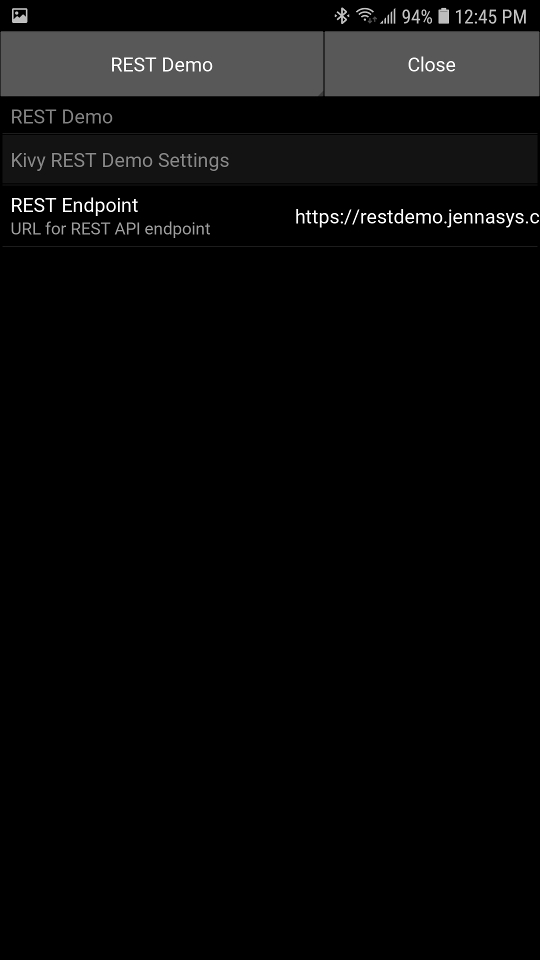 94% 12:45 PM
REST Demo Close
REST Demo
Kivy REST Demo Settings
REST Endpoint
URL for REST API endpoint
https://restdemo.jennasys.c